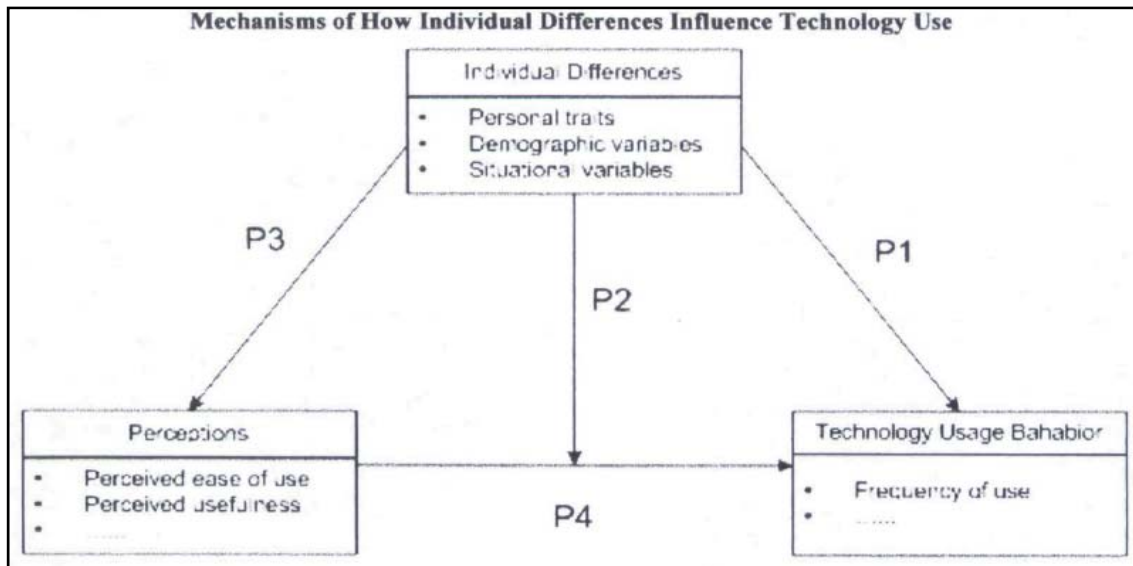 Mechanisms of How Individual Differences Influence Technology Use
Individual Differences
• Personal traits
• Demographic variables
• Situational variables
P3
P1
P2
Perceptions
• Perceived ease of use
• Perceived usefulness
• ......
Technology Usage Bahabior
• Frequency of use
• ......
P4